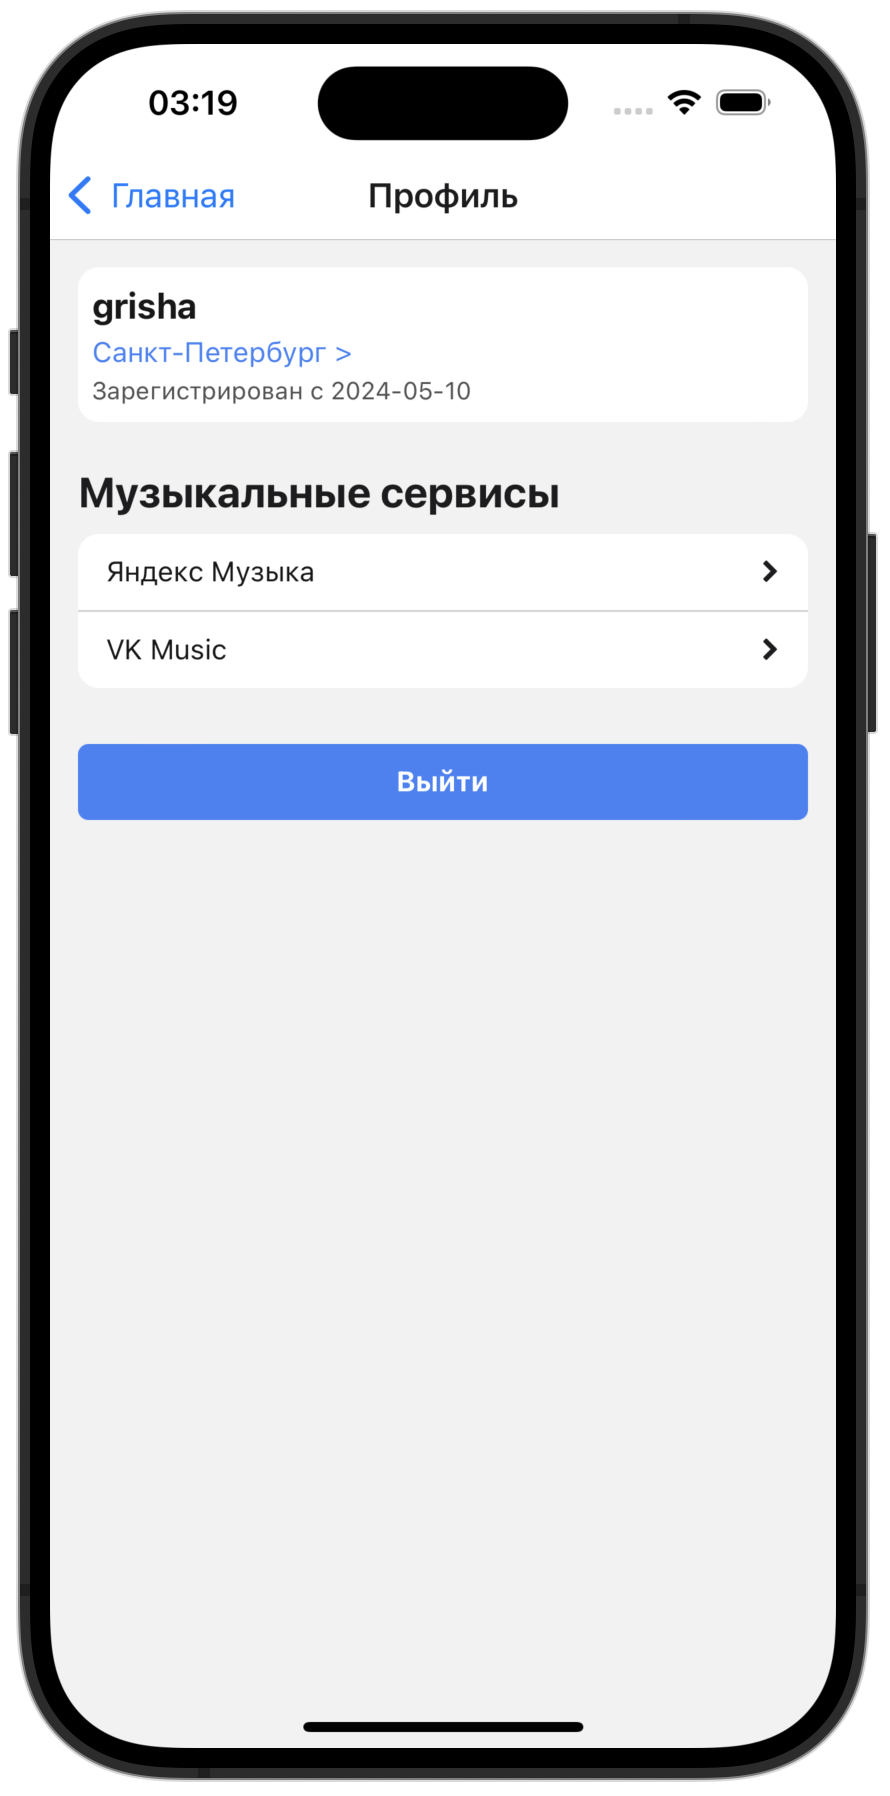 03:19
Главная
Профиль
grisha
Санкт-Петербург >
Зарегистрирован с 2024-05-10
Музыкальные сервисы
Яндекс Музыка
VK Music
Выйти